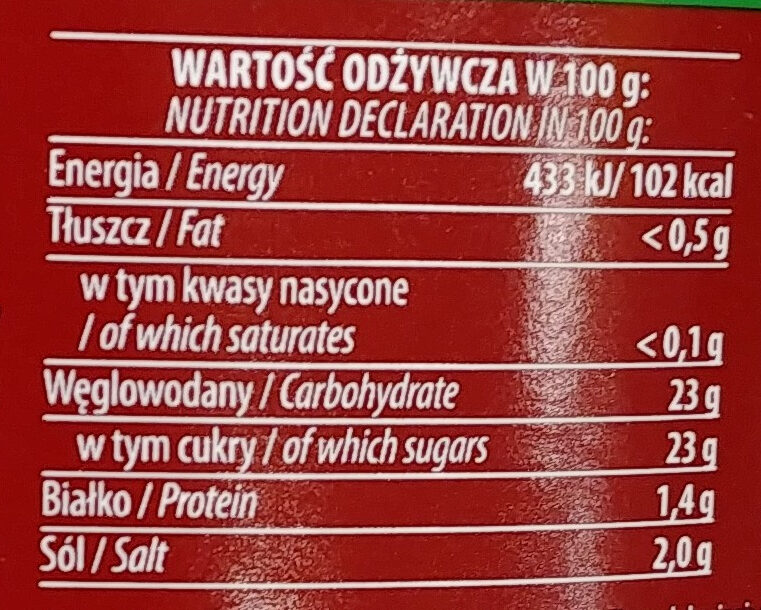 WARTOŚĆ ODŻYWCZA W 100 g:
NUTRITION DECLARATION IN 100 g:
Energia / Energy 433 kJ/ 102 kcal
Tłuszcz / Fat <0,5 g
w tym kwasy nasycone
/ of which saturates <0,1 g
Węglowodany / Carbohydrate 23 g
w tym cukry / of which sugars 23 g
Białko / Protein 1,4 g
Sól / Salt 2,0 g